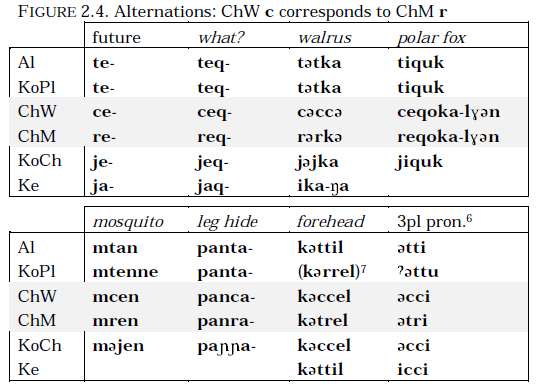 FIGURE 2.4. Alternations: ChW c corresponds to ChM r
future what? walrus polar fox
Al te- teq- tətka tiquk
KoPl te- teq- tətka tiquk
ChW ce- ceq- cəccə ceqoka-lɣən
ChM re- req- rərkə reqoka-lɣən
KoCh je- jeq- jəjka jiquk
Ke ja- jaq- ika-ŋa
mosquito leg hide forehead 3pl pron.⁶
Al mtan panta- kəttil ətti
KoPl mtenne panta- (kərrel)⁷ ʔəttu
ChW mcen panca- kəccel əcci
ChM mren panra- kətrel ətri
KoCh məjen paɲɲa- kəccel əcci
Ke kəttil icci